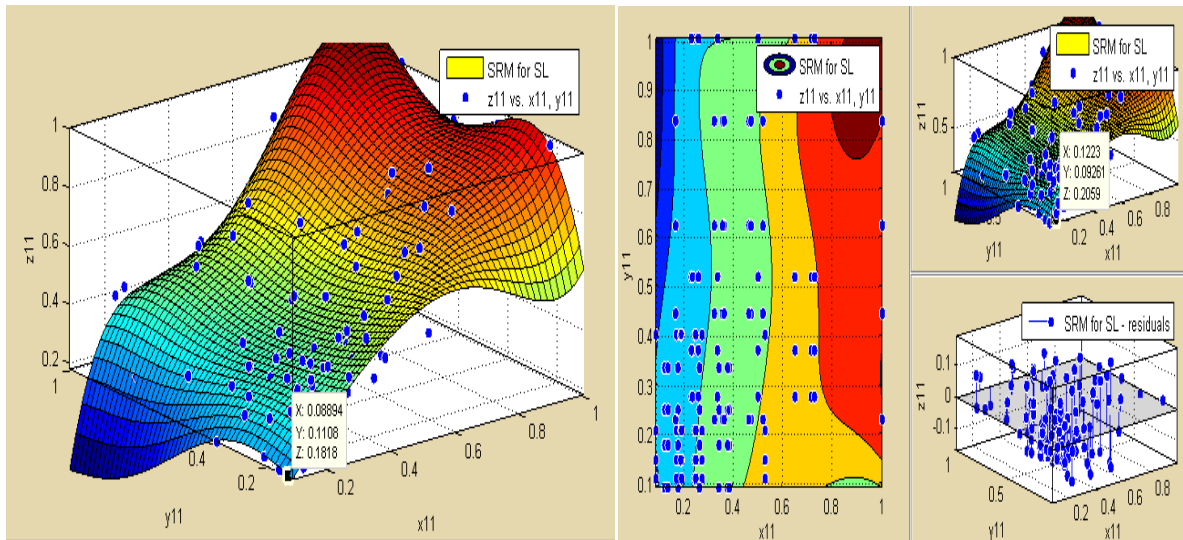 SRM for SL
z11 vs. x11, y11
1
0.8
0.6
0.4
0.2
z11
1
0.4
0.2
y11
X: 0.08894
Y: 0.1108
Z: 0.1818
0.2
0.4
0.6
0.8
1
x11
SRM for SL
z11 vs. x11, y11
1
0.9
0.8
0.7
0.6
0.5
0.4
0.3
0.2
0.1
y11
0.2
0.4
0.6
0.8
1
x11
SRM for SL
z11 vs. x11, y11
1
0.5
z11
X: 0.1223
Y: 0.09261
Z: 0.2059
1
y11
0.2
0.4
0.6
0.8
x11
SRM for SL - residuals
0.1
0
-0.1
z11
1
0.5
y11
0.2
0.4
0.6
0.8
x11